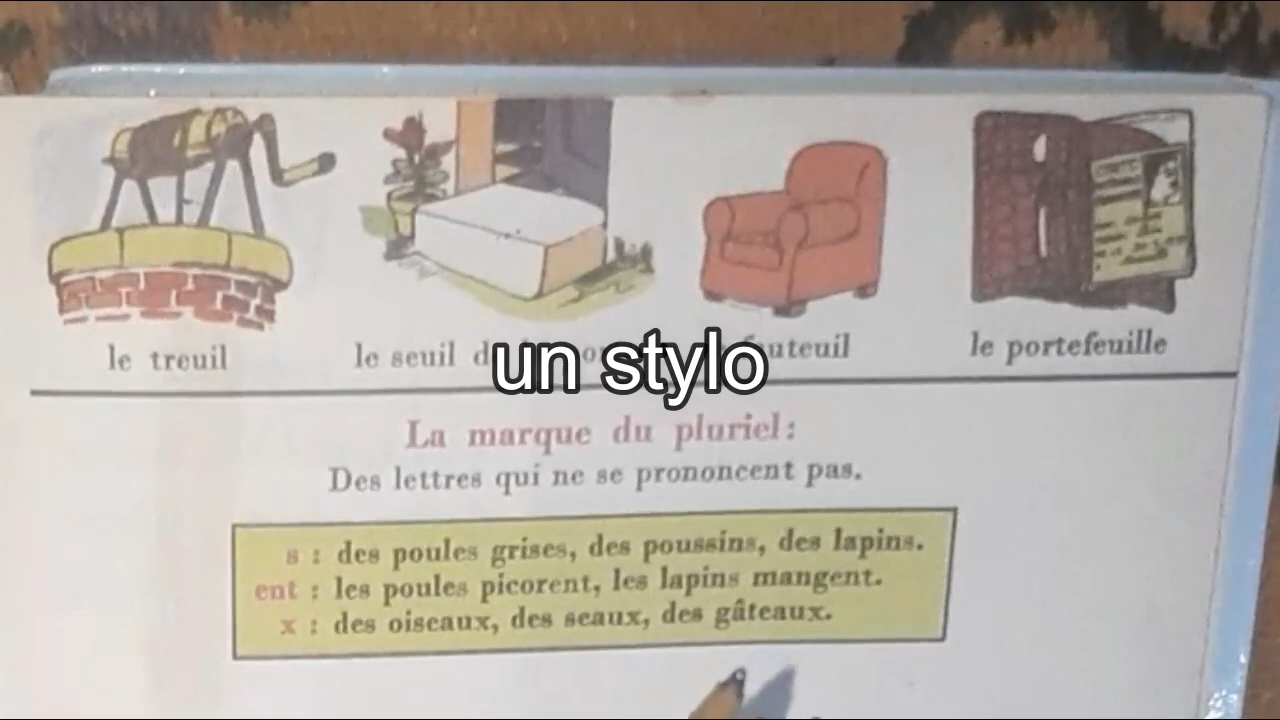 le treuil
le seuil
fauteuil
le portefeuille
un stylo
La marque du pluriel :
Des lettres qui ne se prononcent pas.
s : des poules grises, des poussins, des lapins.
ent : les poules picorent, les lapins mangent.
x : des oiseaux, des seaux, des gâteaux.